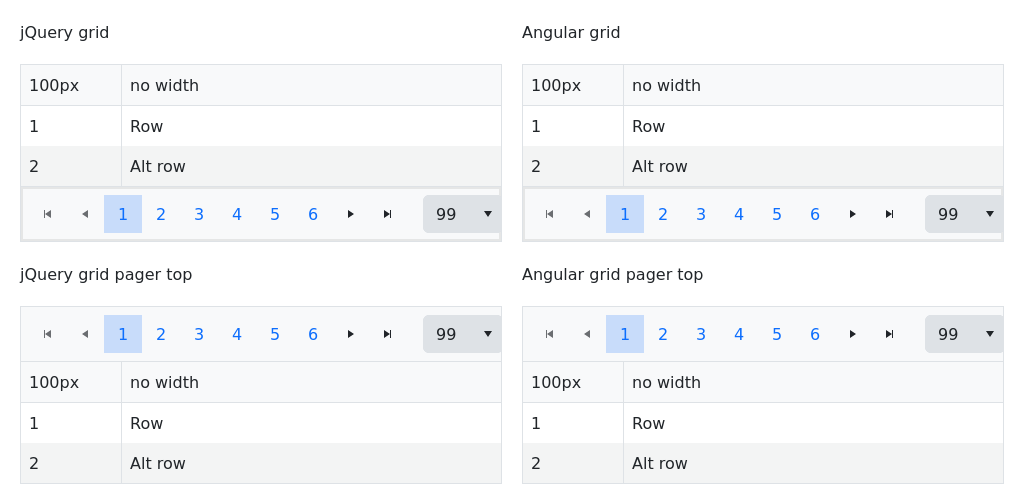 jQuery grid
100px no width
1 Row
2 Alt row
1 2 3 4 5 6 99
Angular grid
100px no width
1 Row
2 Alt row
1 2 3 4 5 6 99
jQuery grid pager top
1 2 3 4 5 6 99
100px no width
1 Row
2 Alt row
Angular grid pager top
1 2 3 4 5 6 99
100px no width
1 Row
2 Alt row